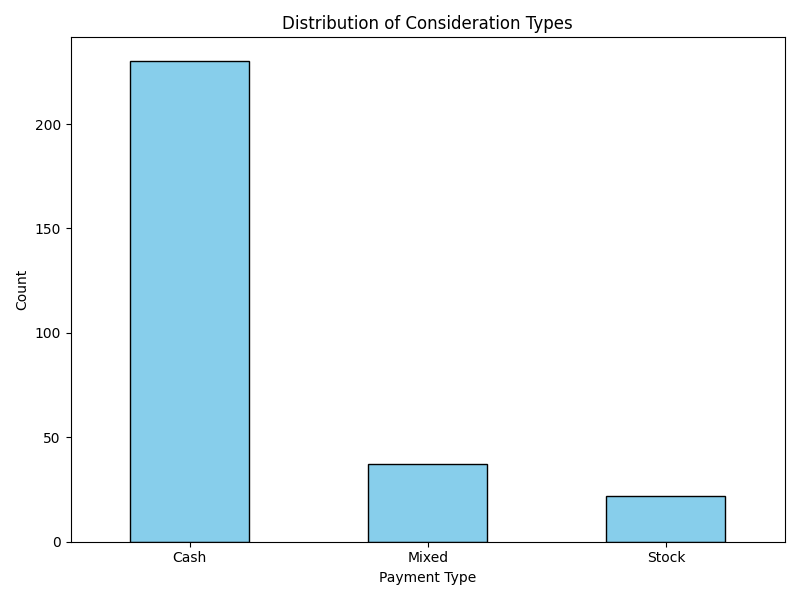 Distribution of Consideration Types
Count
200
150
100
50
0
Cash
Mixed
Stock
Payment Type